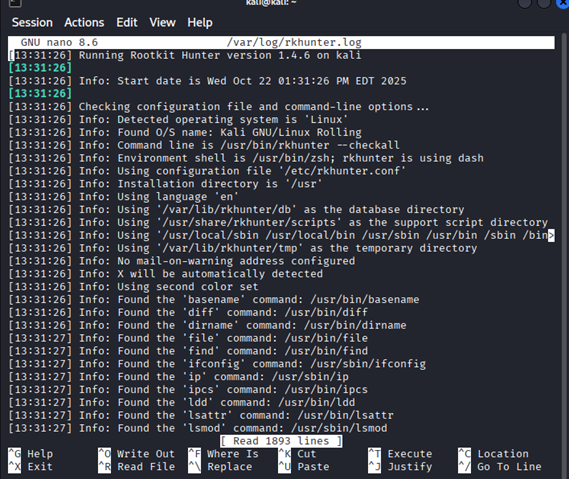 kali@kali: ~
Session Actions Edit View Help
GNU nano 8.6 /var/log/rkhunter.log
[13:31:26] Running Rootkit Hunter version 1.4.6 on kali
[13:31:26]
[13:31:26] Info: Start date is Wed Oct 22 01:31:26 PM EDT 2025
[13:31:26]
[13:31:26] Checking configuration file and command-line options...
[13:31:26] Info: Detected operating system is 'Linux'
[13:31:26] Info: Found O/S name: Kali GNU/Linux Rolling
[13:31:26] Info: Command line is /usr/bin/rkhunter --checkall
[13:31:26] Info: Environment shell is /usr/bin/zsh; rkhunter is using dash
[13:31:26] Info: Using configuration file '/etc/rkhunter.conf'
[13:31:26] Info: Installation directory is '/usr'
[13:31:26] Info: Using language 'en'
[13:31:26] Info: Using '/var/lib/rkhunter/db' as the database directory
[13:31:26] Info: Using '/usr/share/rkhunter/scripts' as the support script directory
[13:31:26] Info: Using '/usr/local/sbin /usr/local/bin /usr/sbin /usr/bin /sbin /bin>
[13:31:26] Info: Using '/var/lib/rkhunter/tmp' as the temporary directory
[13:31:26] Info: No mail-on-warning address configured
[13:31:26] Info: X will be automatically detected
[13:31:26] Info: Using second color set
[13:31:26] Info: Found the 'basename' command: /usr/bin/basename
[13:31:26] Info: Found the 'diff' command: /usr/bin/diff
[13:31:26] Info: Found the 'dirname' command: /usr/bin/dirname
[13:31:27] Info: Found the 'file' command: /usr/bin/file
[13:31:27] Info: Found the 'find' command: /usr/bin/find
[13:31:27] Info: Found the 'ifconfig' command: /usr/sbin/ifconfig
[13:31:27] Info: Found the 'ip' command: /usr/sbin/ip
[13:31:27] Info: Found the 'ipcs' command: /usr/bin/ipcs
[13:31:27] Info: Found the 'ldd' command: /usr/bin/ldd
[13:31:27] Info: Found the 'lsattr' command: /usr/bin/lsattr
[13:31:27] Info: Found the 'lsmod' command: /usr/sbin/lsmod
[ Read 1893 lines ]
^G Help ^O Write Out ^F Where Is ^K Cut ^T Execute ^C Location
^X Exit ^R Read File ^\ Replace ^U Paste ^J Justify ^/ Go To Line